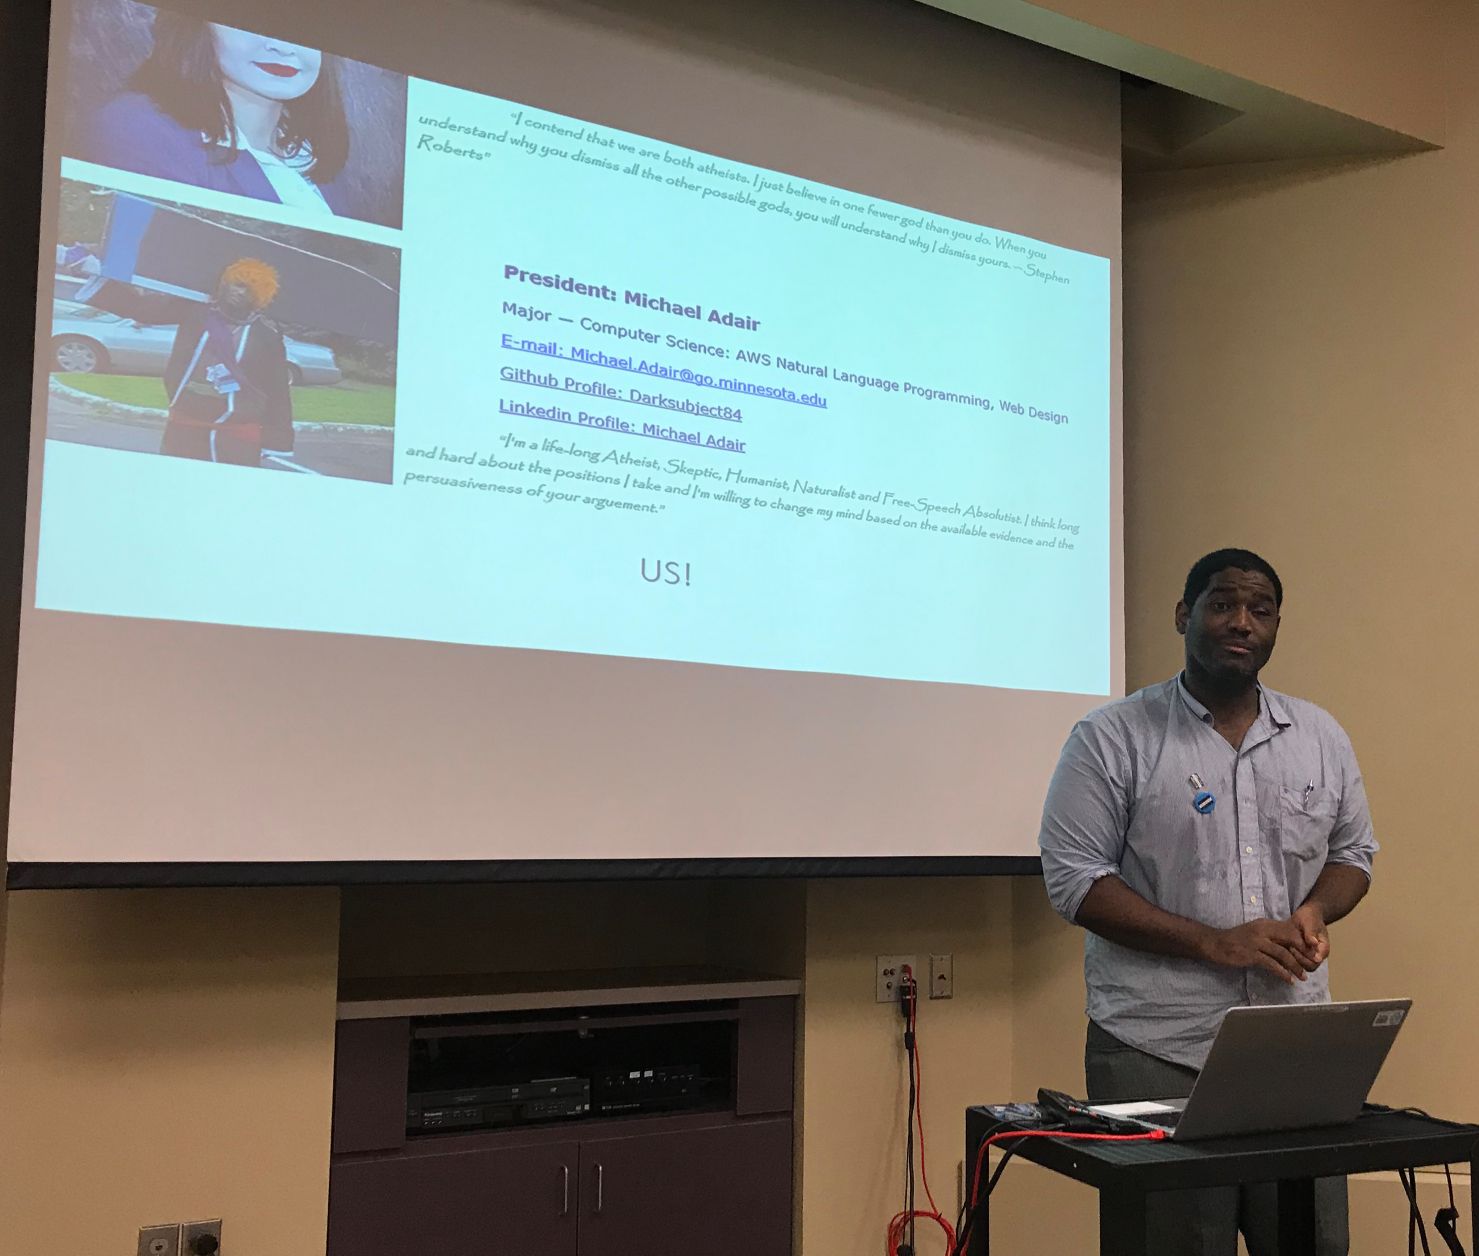 "I contend that we are both atheists. I just believe in one fewer god than you do. When you
understand why you dismiss all the other possible gods, you will understand why I dismiss yours. — Stephen
Roberts"
President: Michael Adair
Major — Computer Science: AWS Natural Language Programming, Web Design
E-mail: Michael.Adair@go.minnesota.edu
Github Profile: Darksubject84
Linkedin Profile: Michael Adair
"I'm a life-long Atheist, Skeptic, Humanist, Naturalist and Free-Speech Absolutist. I think long
and hard about the positions I take and I'm willing to change my mind based on the available evidence and the
persuasiveness of your arguement."
US!
Panasonic